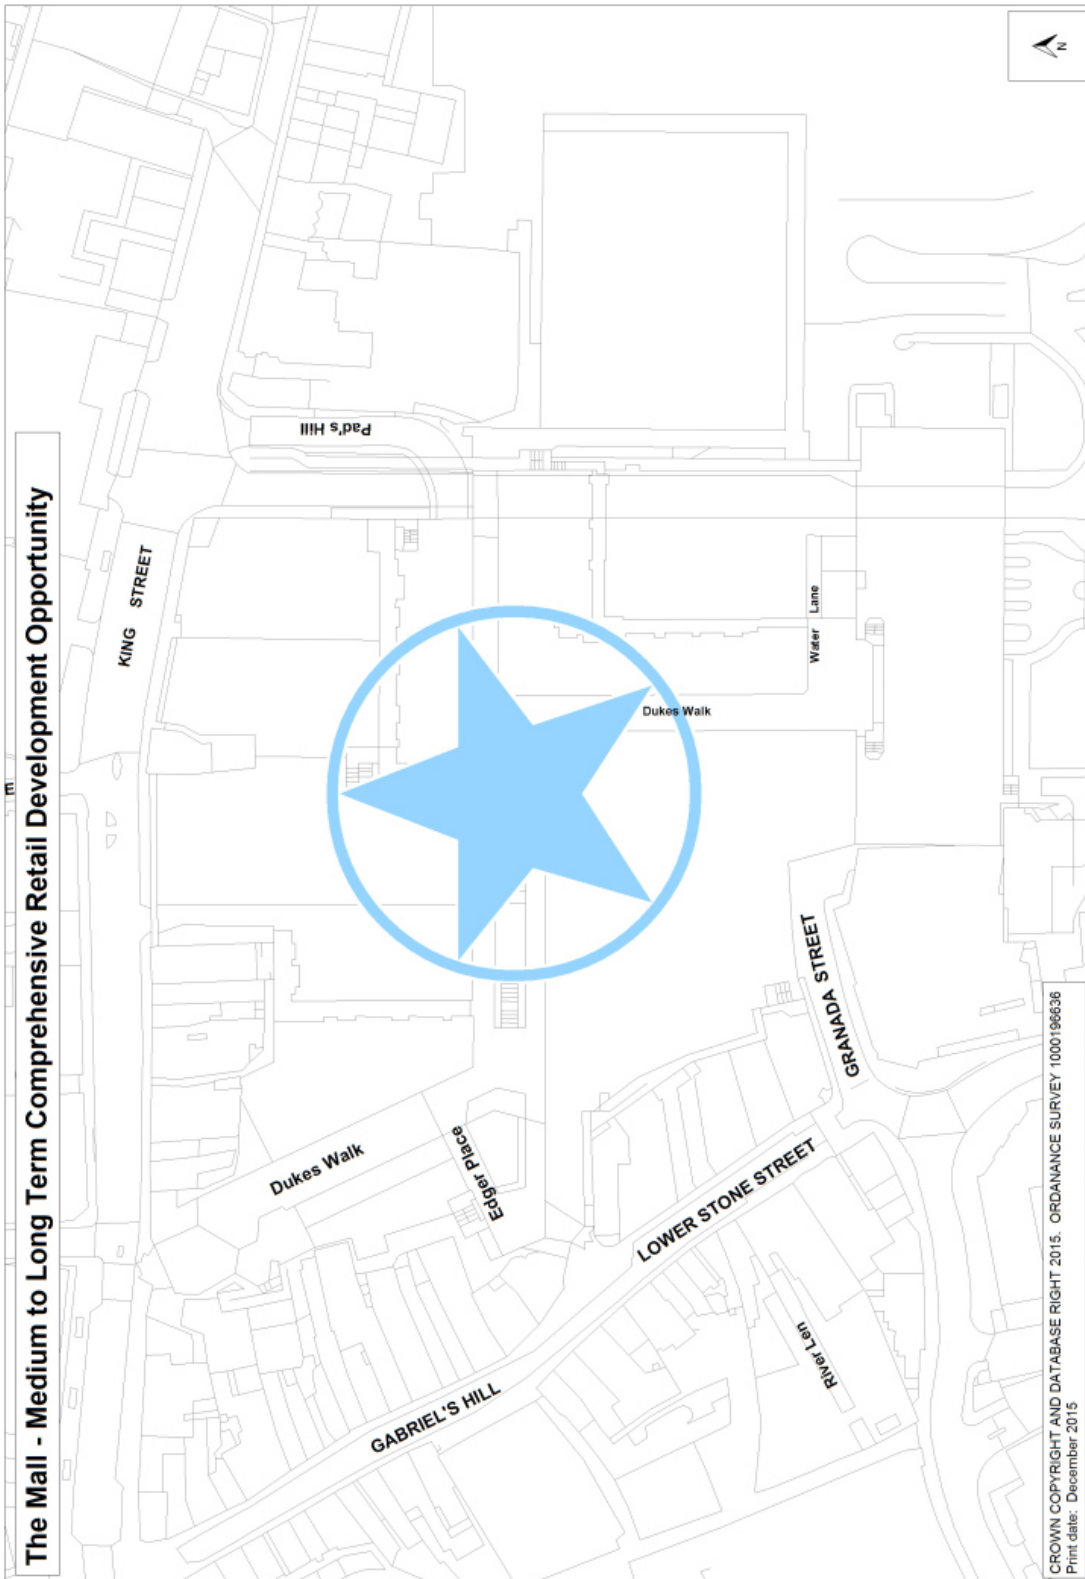 The Mall - Medium to Long Term Comprehensive Retail Development Opportunity
N
E
KING STREET
Pad's Hill
Dukes Walk
Water Lane
Dukes Walk
Edger Place
GRANADA STREET
LOWER STONE STREET
GABRIEL'S HILL
River Len
CROWN COPYRIGHT AND DATABASE RIGHT 2015. ORDANANCE SURVEY 1000196636
Print date: December 2015